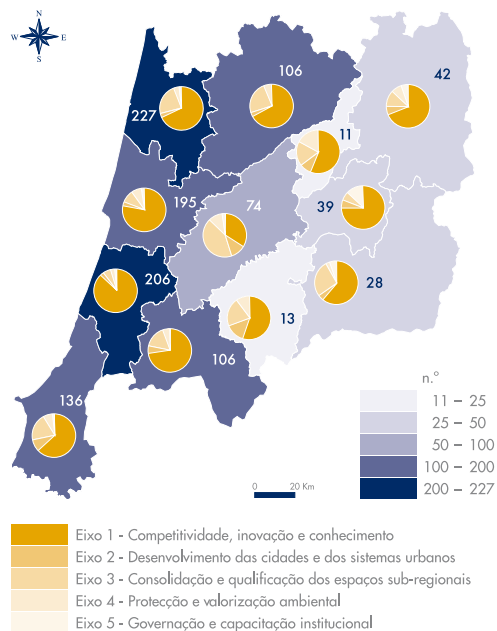 N
W E
S
106
42
227
11
195
74
39
206
28
13
106
136
n.º
11 – 25
25 – 50
50 – 100
100 – 200
200 – 227
0 20 Km
Eixo 1 - Competitividade, inovação e conhecimento
Eixo 2 - Desenvolvimento das cidades e dos sistemas urbanos
Eixo 3 - Consolidação e qualificação dos espaços sub-regionais
Eixo 4 - Protecção e valorização ambiental
Eixo 5 - Governação e capacitação institucional